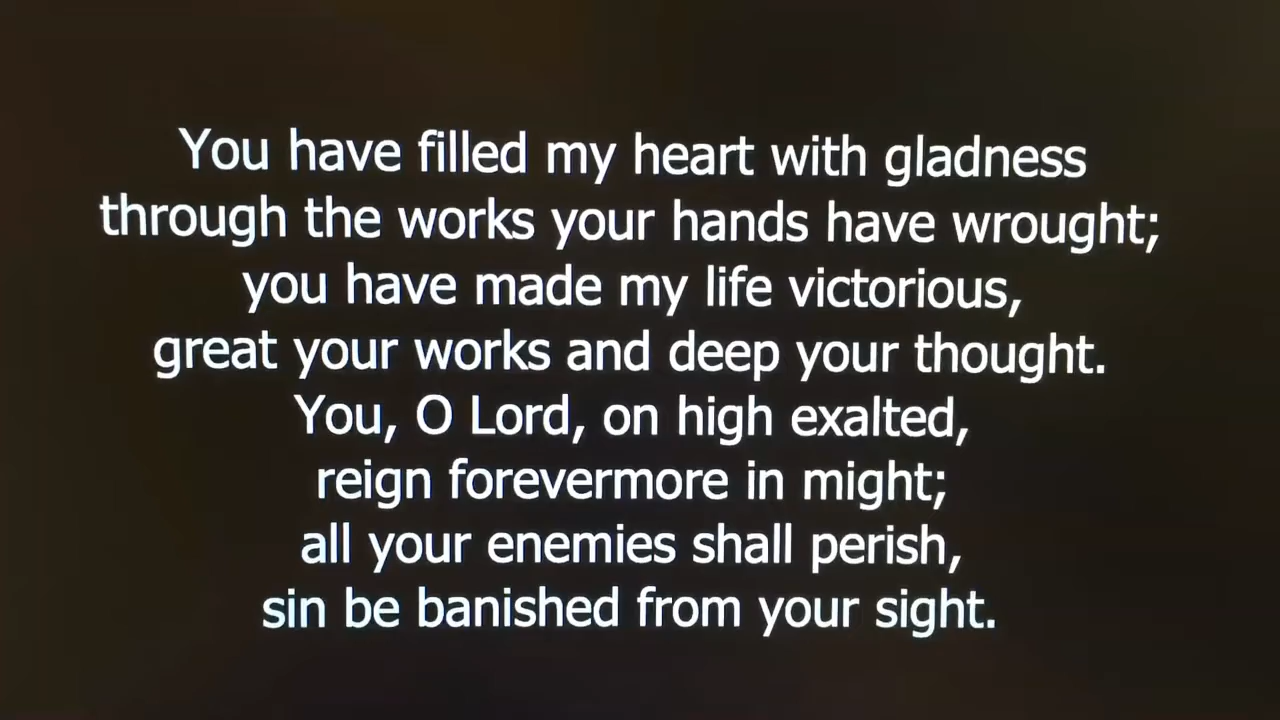 You have filled my heart with gladness
through the works your hands have wrought;
you have made my life victorious,
great your works and deep your thought.
You, O Lord, on high exalted,
reign forevermore in might;
all your enemies shall perish,
sin be banished from your sight.